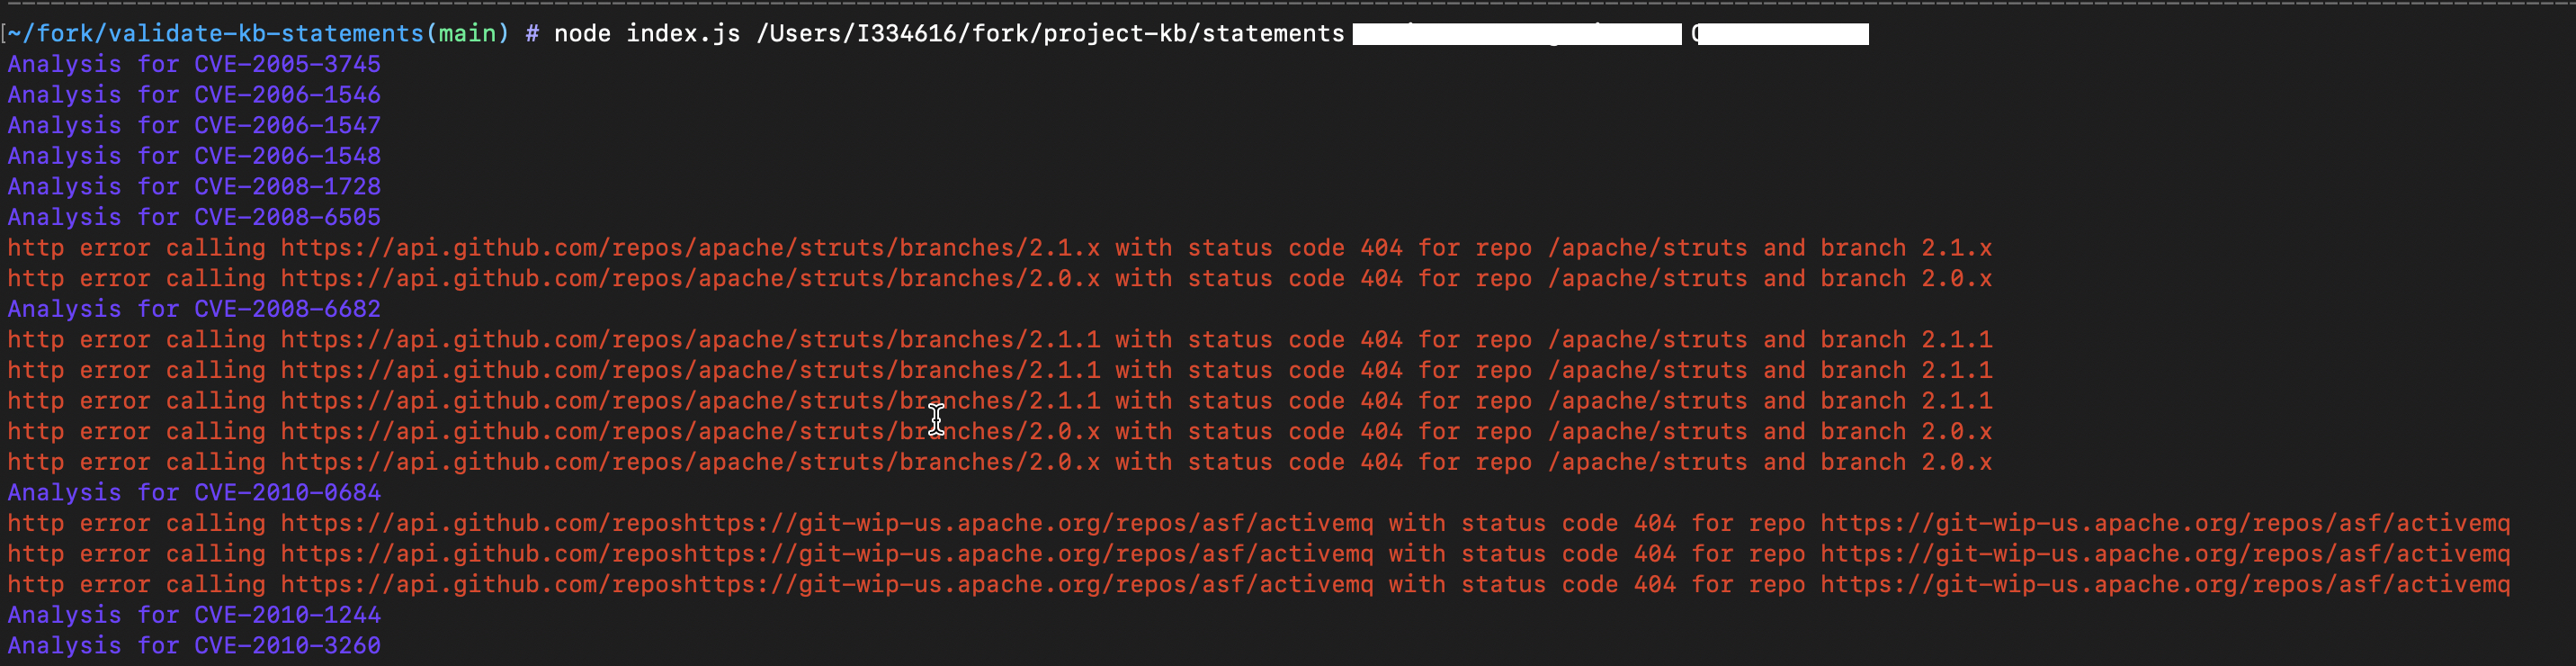 [~/fork/validate-kb-statements(main) # node index.js /Users/I334616/fork/project-kb/statements
Analysis for CVE-2005-3745
Analysis for CVE-2006-1546
Analysis for CVE-2006-1547
Analysis for CVE-2006-1548
Analysis for CVE-2008-1728
Analysis for CVE-2008-6505
http error calling https://api.github.com/repos/apache/struts/branches/2.1.x with status code 404 for repo /apache/struts and branch 2.1.x
http error calling https://api.github.com/repos/apache/struts/branches/2.0.x with status code 404 for repo /apache/struts and branch 2.0.x
Analysis for CVE-2008-6682
http error calling https://api.github.com/repos/apache/struts/branches/2.1.1 with status code 404 for repo /apache/struts and branch 2.1.1
http error calling https://api.github.com/repos/apache/struts/branches/2.1.1 with status code 404 for repo /apache/struts and branch 2.1.1
http error calling https://api.github.com/repos/apache/struts/branches/2.1.1 with status code 404 for repo /apache/struts and branch 2.1.1
http error calling https://api.github.com/repos/apache/struts/branches/2.0.x with status code 404 for repo /apache/struts and branch 2.0.x
http error calling https://api.github.com/repos/apache/struts/branches/2.0.x with status code 404 for repo /apache/struts and branch 2.0.x
Analysis for CVE-2010-0684
http error calling https://api.github.com/reposhttps://git-wip-us.apache.org/repos/asf/activemq with status code 404 for repo https://git-wip-us.apache.org/repos/asf/activemq
http error calling https://api.github.com/reposhttps://git-wip-us.apache.org/repos/asf/activemq with status code 404 for repo https://git-wip-us.apache.org/repos/asf/activemq
http error calling https://api.github.com/reposhttps://git-wip-us.apache.org/repos/asf/activemq with status code 404 for repo https://git-wip-us.apache.org/repos/asf/activemq
Analysis for CVE-2010-1244
Analysis for CVE-2010-3260